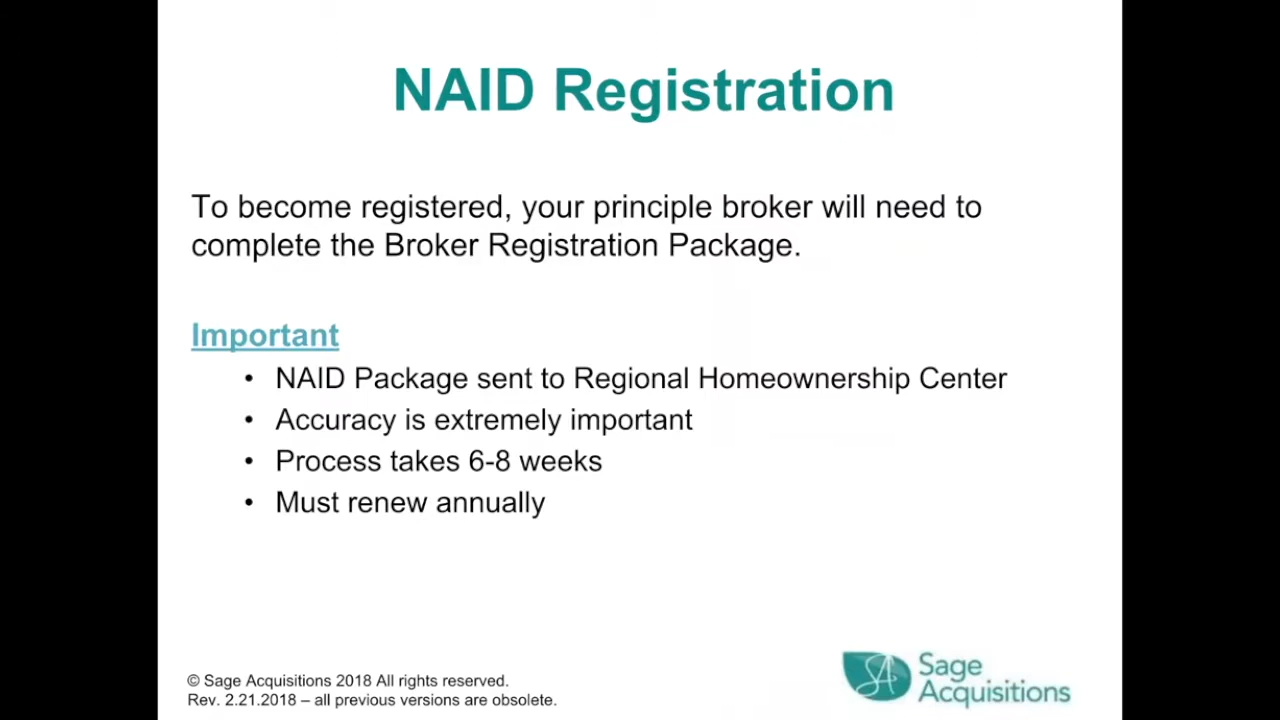 NAID Registration
To become registered, your principle broker will need to
complete the Broker Registration Package.
Important
• NAID Package sent to Regional Homeownership Center
• Accuracy is extremely important
• Process takes 6-8 weeks
• Must renew annually
© Sage Acquisitions 2018 All rights reserved.
Rev. 2.21.2018 – all previous versions are obsolete.
SA
Sage
Acquisitions